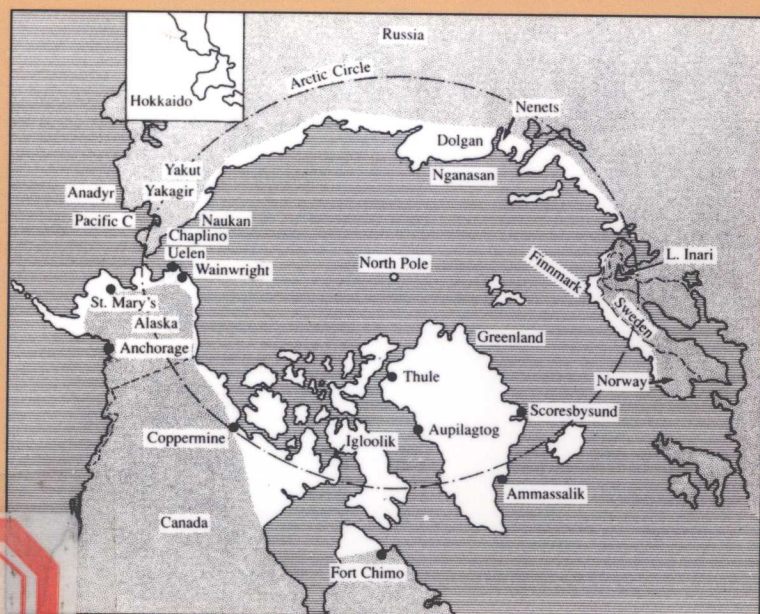 Russia
Arctic Circle
Hokkaido
Nenets
Dolgan
Yakut
Nganasan
Yakagir
Anadyr
Pacific C
Naukan
Chaplino
Uelen
Wainwright
North Pole
L. Inari
Finnmark
St. Mary's
Sweden
Alaska
Greenland
Anchorage
Thule
Norway
Scoresbysund
Coppermine
Igloolik
Aupilagtog
Ammassalik
Canada
Fort Chimo